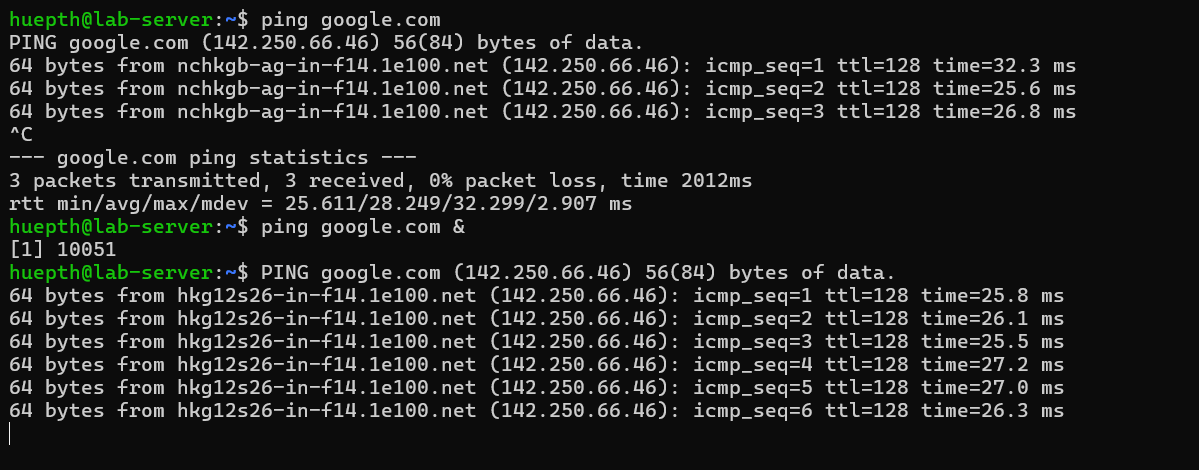 huepth@lab-server:~$ ping google.com
PING google.com (142.250.66.46) 56(84) bytes of data.
64 bytes from nchkgb-ag-in-f14.1e100.net (142.250.66.46): icmp_seq=1 ttl=128 time=32.3 ms
64 bytes from nchkgb-ag-in-f14.1e100.net (142.250.66.46): icmp_seq=2 ttl=128 time=25.6 ms
64 bytes from nchkgb-ag-in-f14.1e100.net (142.250.66.46): icmp_seq=3 ttl=128 time=26.8 ms
^C
--- google.com ping statistics ---
3 packets transmitted, 3 received, 0% packet loss, time 2012ms
rtt min/avg/max/mdev = 25.611/28.249/32.299/2.907 ms
huepth@lab-server:~$ ping google.com &
[1] 10051
huepth@lab-server:~$ PING google.com (142.250.66.46) 56(84) bytes of data.
64 bytes from hkg12s26-in-f14.1e100.net (142.250.66.46): icmp_seq=1 ttl=128 time=25.8 ms
64 bytes from hkg12s26-in-f14.1e100.net (142.250.66.46): icmp_seq=2 ttl=128 time=26.1 ms
64 bytes from hkg12s26-in-f14.1e100.net (142.250.66.46): icmp_seq=3 ttl=128 time=25.5 ms
64 bytes from hkg12s26-in-f14.1e100.net (142.250.66.46): icmp_seq=4 ttl=128 time=27.2 ms
64 bytes from hkg12s26-in-f14.1e100.net (142.250.66.46): icmp_seq=5 ttl=128 time=27.0 ms
64 bytes from hkg12s26-in-f14.1e100.net (142.250.66.46): icmp_seq=6 ttl=128 time=26.3 ms